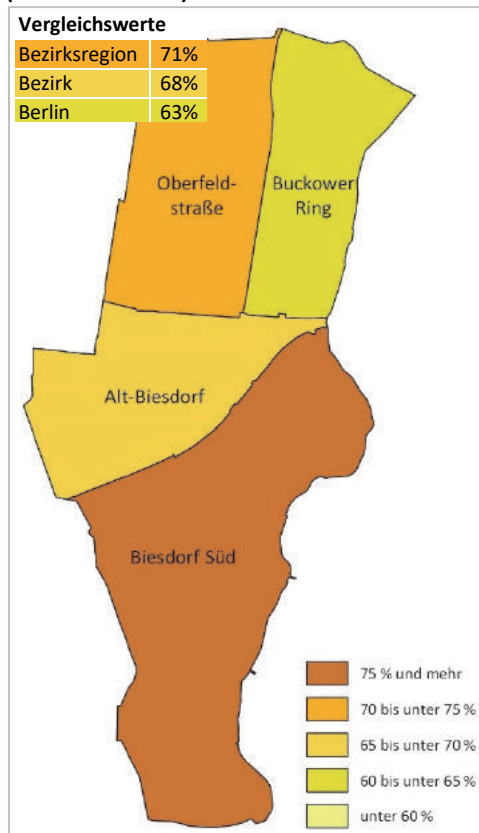 Vergleichswerte
Bezirksregion 71%
Bezirk 68%
Berlin 63%
Oberfeld-
straße
Buckower
Ring
Alt-Biesdorf
Biesdorf Süd
75 % und mehr
70 bis unter 75 %
65 bis unter 70 %
60 bis unter 65 %
unter 60 %